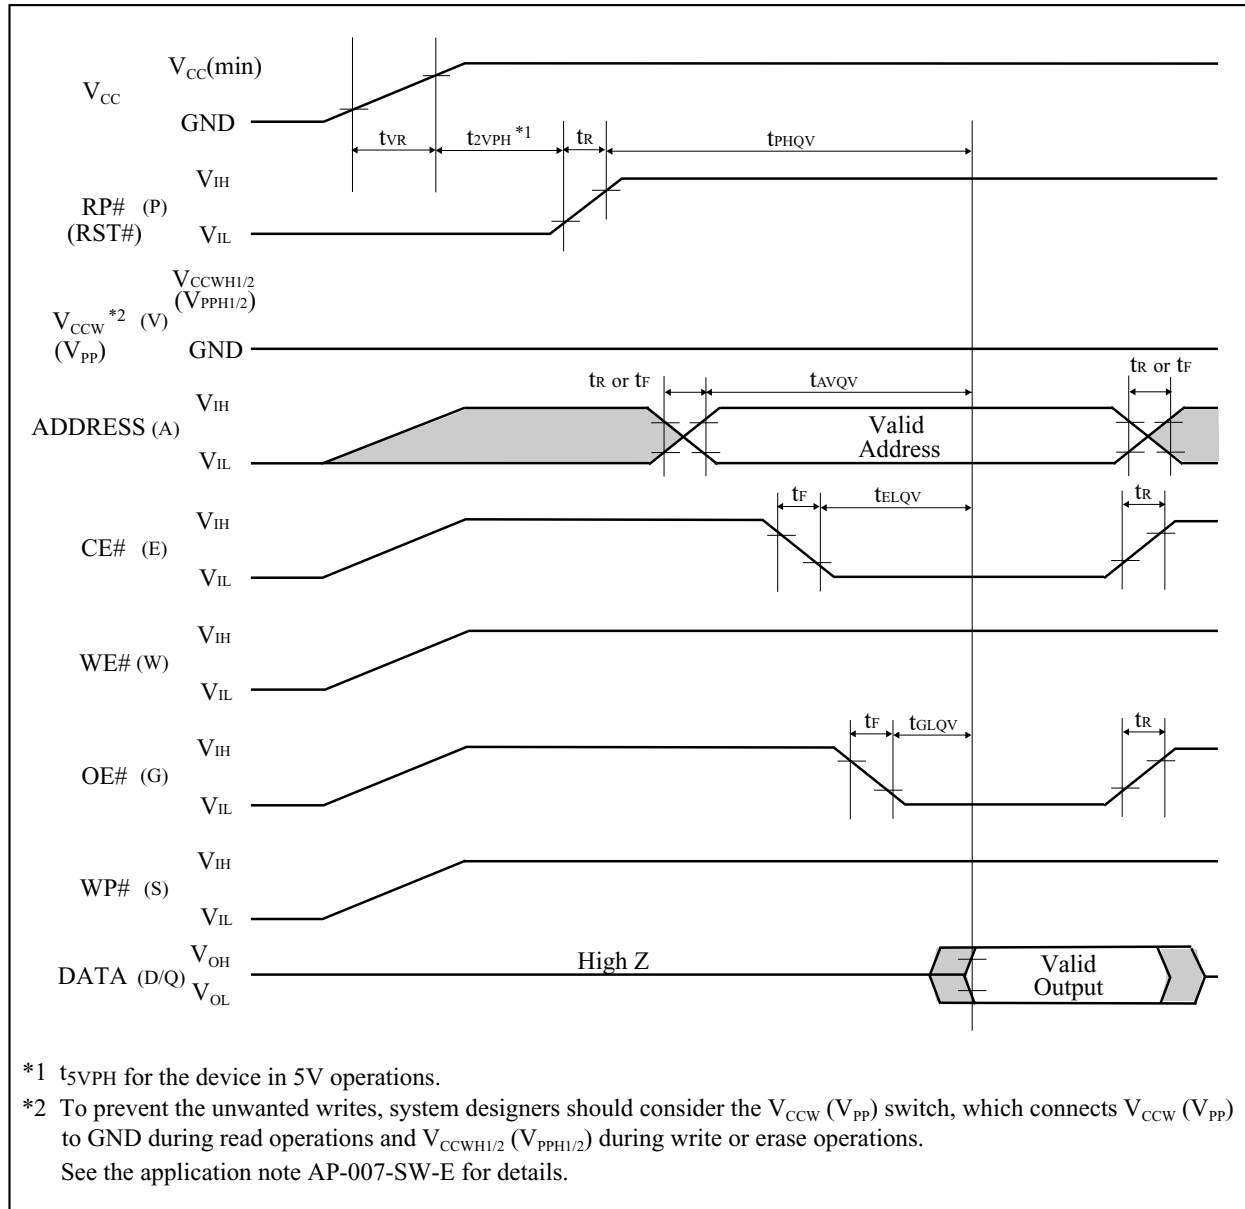 VCC(min)
VCC
GND
tVR
t2VPH *1
tR
tPHQV
VIH
RP# (P)
(RST#)
VIL
VCCWH1/2
(VPPH1/2)
VCCW *2 (V)
(VPP)
GND
tR or tF
tAVQV
tR or tF
VIH
ADDRESS (A)
Valid
Address
VIL
tF
tELQV
tR
VIH
CE# (E)
VIL
VIH
WE# (W)
VIL
tF
tGLQV
tR
VIH
OE# (G)
VIL
VIH
WP# (S)
VIL
VOH
High Z
DATA (D/Q)
Valid
Output
VOL
*1 t5VPH for the device in 5V operations.
*2 To prevent the unwanted writes, system designers should consider the VCCW (VPP) switch, which connects VCCW (VPP)
to GND during read operations and VCCWH1/2 (VPPH1/2) during write or erase operations.
See the application note AP-007-SW-E for details.